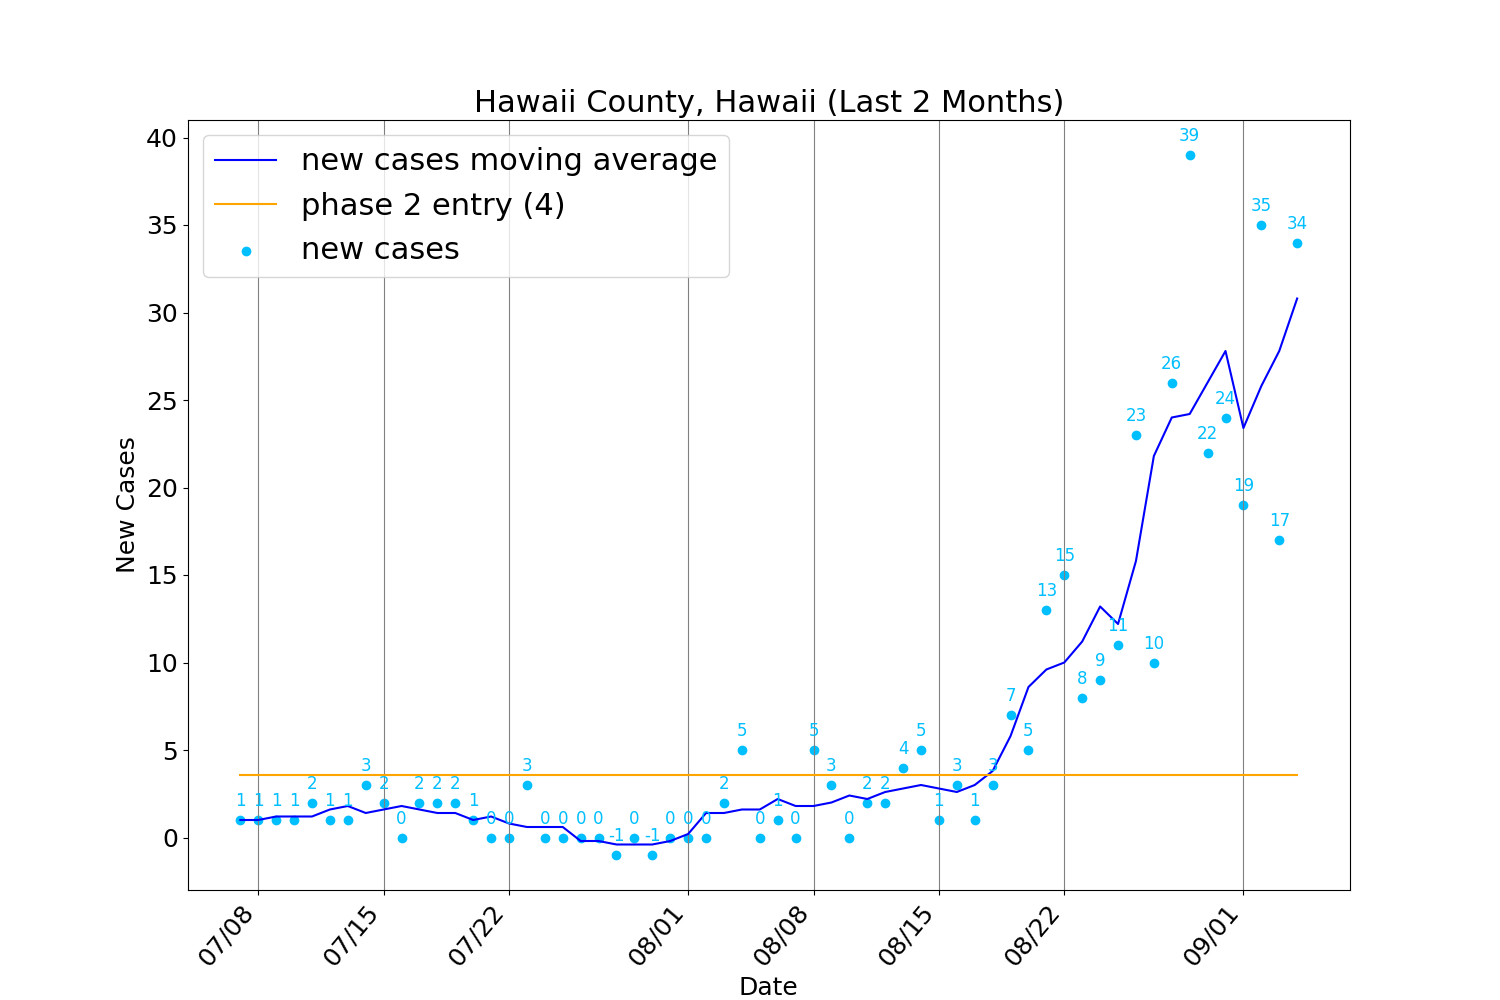 Hawaii County, Hawaii (Last 2 Months)
new cases moving average
phase 2 entry (4)
new cases
New Cases
40
35
30
25
20
15
10
5
0
1 1 1 1 2 1 1 3 2 0 2 2 2 1 0 0 3 0 0 0 0 -1 0 -1 0 0 0 2 5 0 1 0 5 3 0 2 2 4 5 1 3 1 3 7 5 13 15 8 9 11 23 10 26 39 22 24 19 35 17 34
07/08 07/15 07/22 08/01 08/08 08/15 08/22 09/01
Date